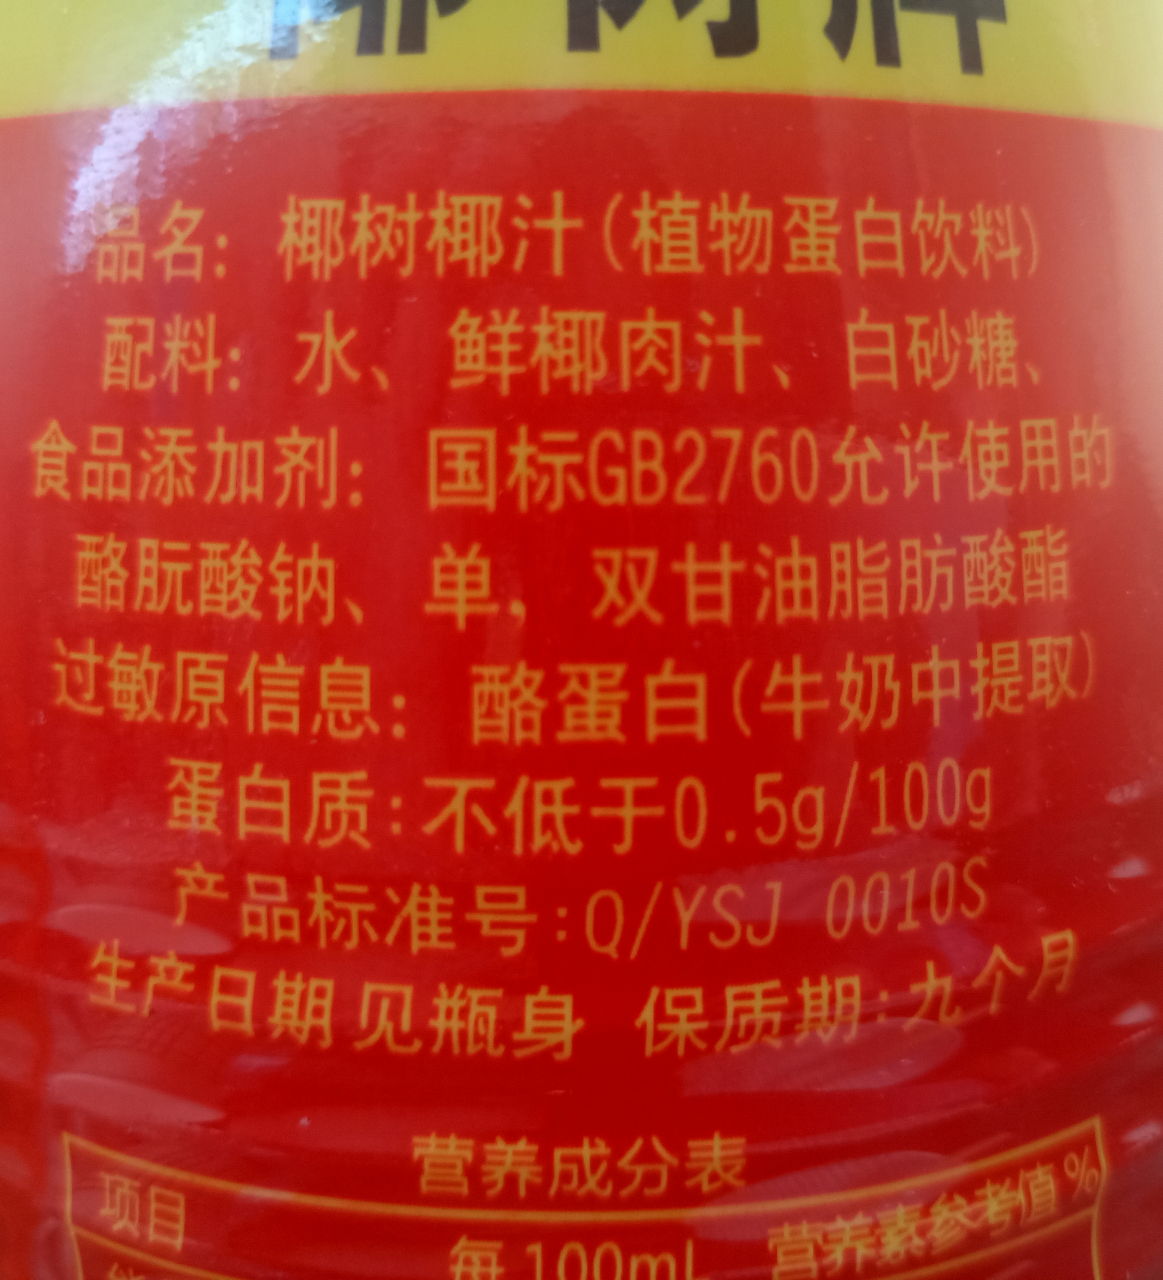 椰树牌
品名: 椰树椰汁(植物蛋白饮料)
配料: 水、鲜椰肉汁、白砂糖、
食品添加剂: 国标GB2760允许使用的
酪朊酸钠、单，双甘油脂肪酸酯
过敏原信息: 酪蛋白(牛奶中提取)
蛋白质:不低于0.5g/100g
产品标准号:Q/YSJ 0010S
生产日期见瓶身 保质期:九个月
营养成分表
项目 每100mL 营养素参考值%